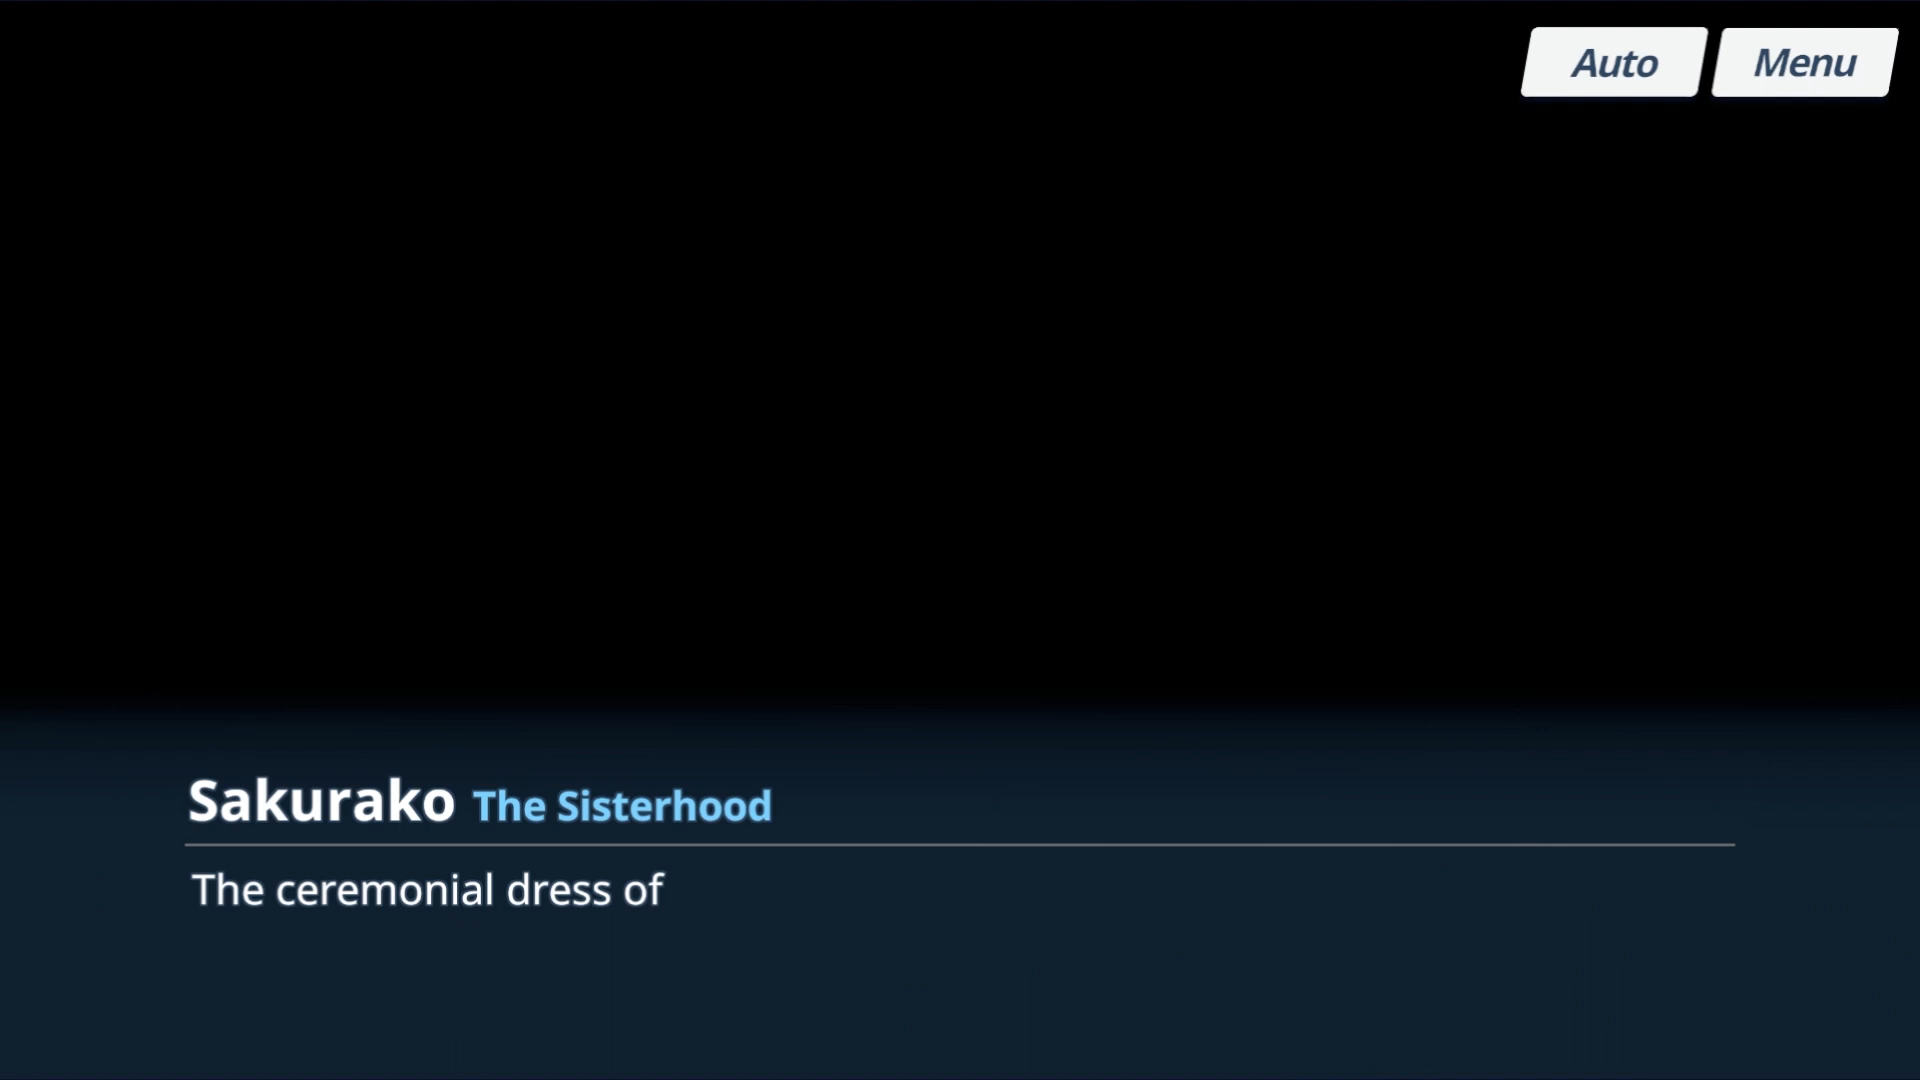 Auto Menu
Sakurako The Sisterhood
The ceremonial dress of